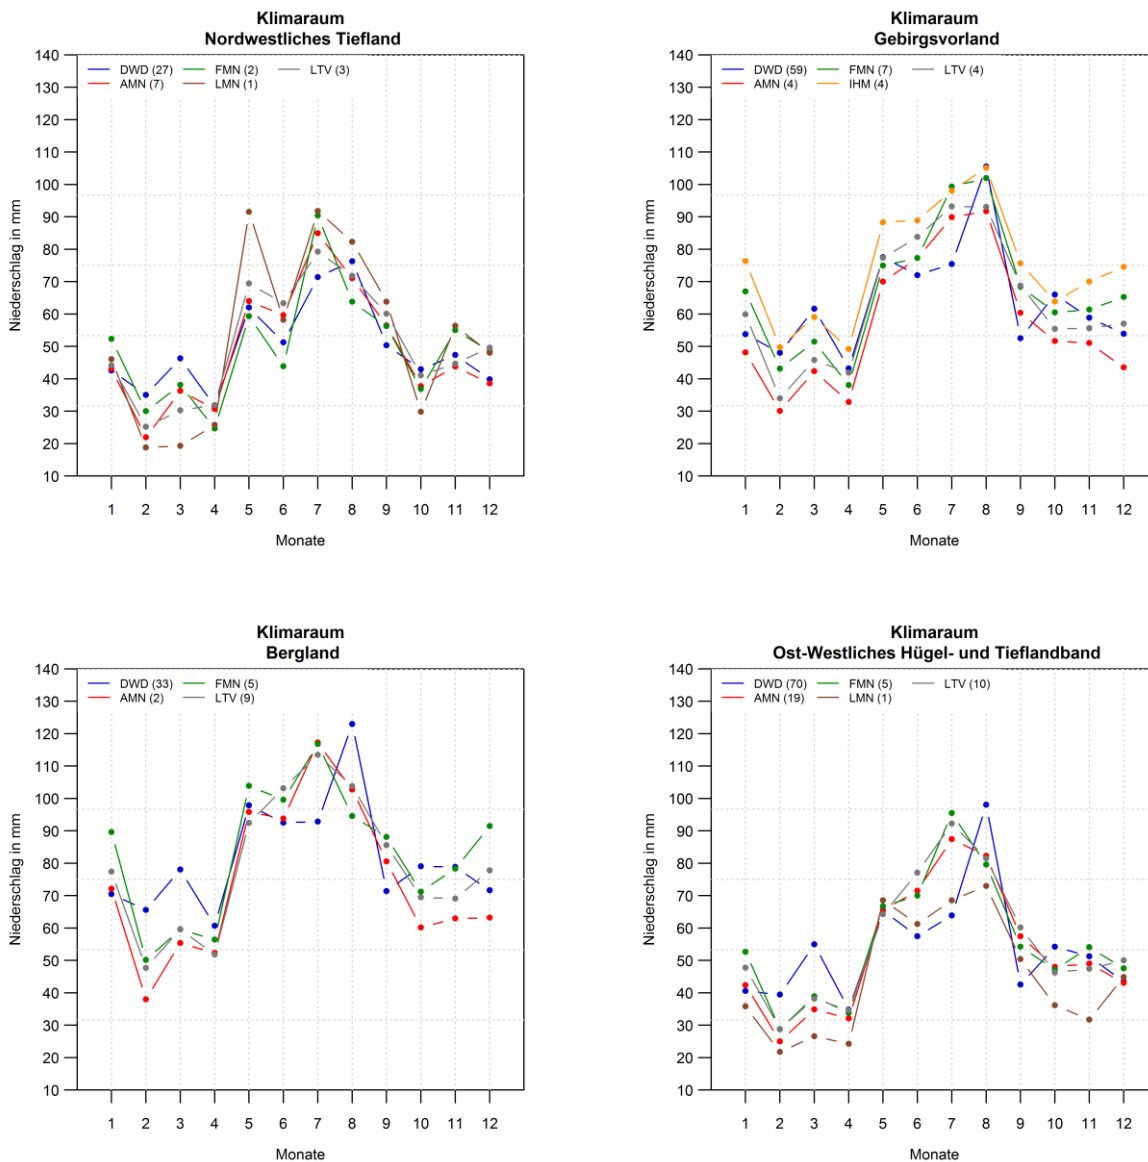 Klimaraum
Nordwestliches Tiefland
140
130
120
110
100
90
80
70
60
50
40
30
20
10
Niederschlag in mm
DWD (27) FMN (2) LTV (3)
AMN (7) LMN (1)
1 2 3 4 5 6 7 8 9 10 11 12
Monate
Klimaraum
Gebirgsvorland
140
130
120
110
100
90
80
70
60
50
40
30
20
10
Niederschlag in mm
DWD (59) FMN (7) LTV (4)
AMN (4) IHM (4)
1 2 3 4 5 6 7 8 9 10 11 12
Monate
Klimaraum
Bergland
140
130
120
110
100
90
80
70
60
50
40
30
20
10
Niederschlag in mm
DWD (33) FMN (5)
AMN (2) LTV (9)
1 2 3 4 5 6 7 8 9 10 11 12
Monate
Klimaraum
Ost-Westliches Hügel- und Tieflandband
140
130
120
110
100
90
80
70
60
50
40
30
20
10
Niederschlag in mm
DWD (70) FMN (5) LTV (10)
AMN (19) LMN (1)
1 2 3 4 5 6 7 8 9 10 11 12
Monate